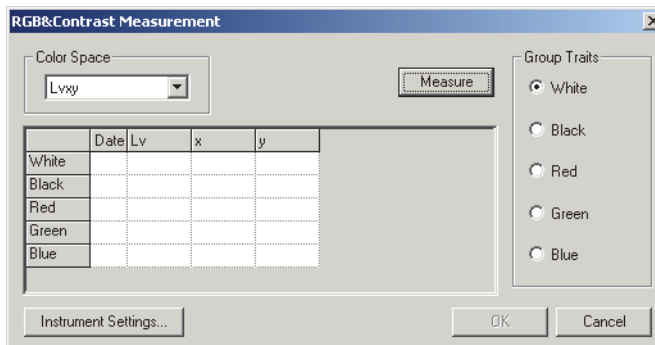 RGB&Contrast Measurement
Color Space
Lvxy
Measure
Group Traits
White
Black
Red
Green
Blue
Date Lv x y
White
Black
Red
Green
Blue
Instrument Settings...
OK
Cancel